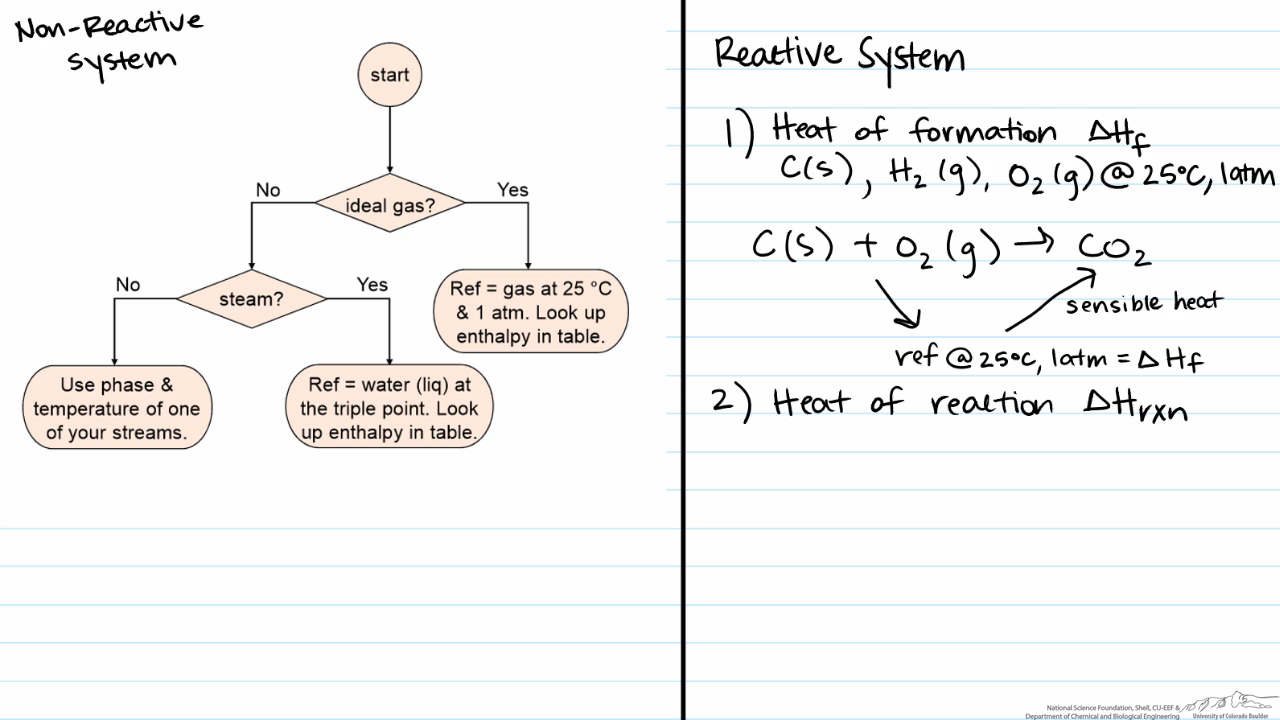 Non-Reactive
system
start
No
Yes
ideal gas?
No
Yes
steam?
Ref = gas at 25 °C
& 1 atm. Look up
enthalpy in table.
Use phase &
temperature of one
of your streams.
Ref = water (liq) at
the triple point. Look
up enthalpy in table.
Reactive System
1) Heat of formation ΔHf
C(s), H₂(g), O₂(g) @ 25°C, 1atm
C(s) + O₂(g) → CO₂
sensible heat
ref @ 25°C, 1atm = ΔHf
2) Heat of reaction ΔHrxn
National Science Foundation, Shell, CU-EEF &
Department of Chemical and Biological Engineering
University of Colorado Boulder